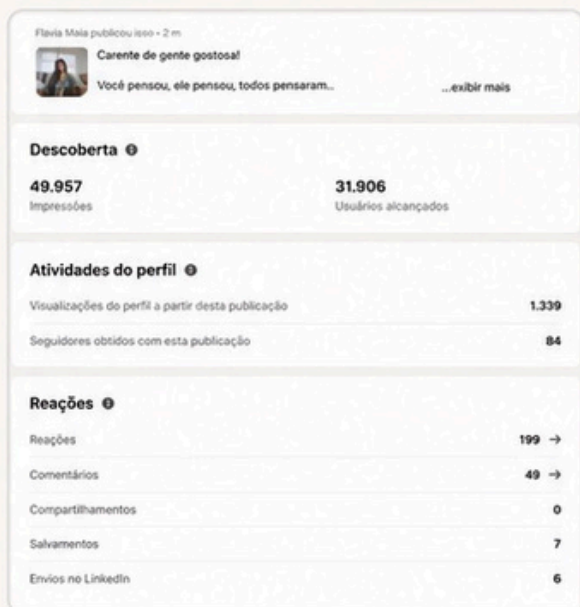 Flavia Maia publicou isso • 2 m
Carente de gente gostosa!
Você pensou, ele pensou, todos pensaram..
...exibir mais
Descoberta
49.957
31.906
Impressões
Usuários alcançados
Atividades do perfil
Visualizações do perfil a partir desta publicação
1.339
Seguidores obtidos com esta publicação
84
Reações
Reações
199 →
Comentários
49 →
Compartilhamentos
0
Salvamentos
7
Envios no LinkedIn
6